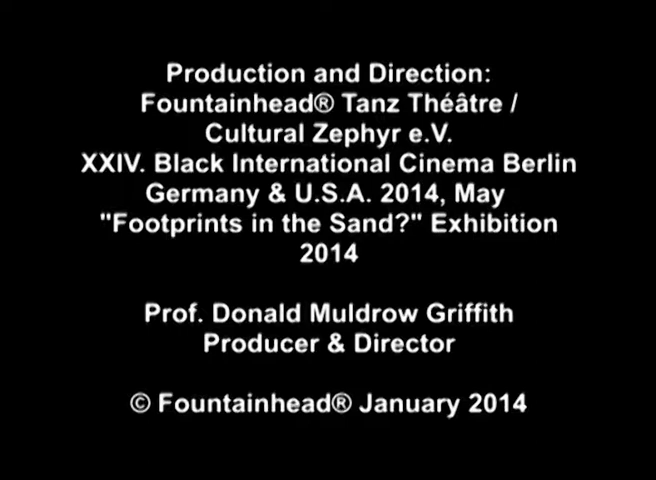 Production and Direction:
Fountainhead® Tanz Théâtre /
Cultural Zephyr e.V.
XXIV. Black International Cinema Berlin
Germany & U.S.A. 2014, May
"Footprints in the Sand?" Exhibition
2014
Prof. Donald Muldrow Griffith
Producer & Director
© Fountainhead® January 2014